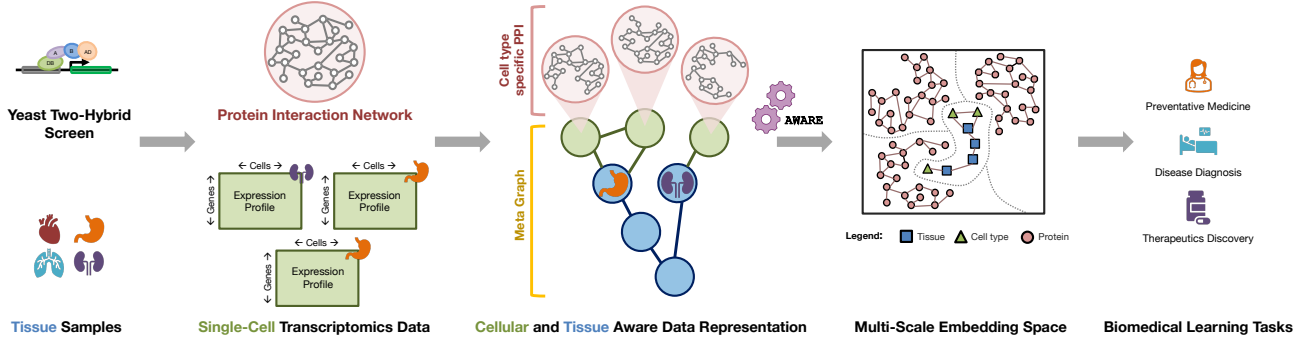 A
B
AD
DB
Yeast Two-Hybrid
Screen
Tissue Samples
Protein Interaction Network
← Cells →
← Genes →
Expression
Profile
← Cells →
← Genes →
Expression
Profile
← Cells →
← Genes →
Expression
Profile
Single-Cell Transcriptomics Data
Cell type
specific PPI
Meta Graph
AWARE
Cellular and Tissue Aware Data Representation
Legend:
Tissue
Cell type
Protein
Multi-Scale Embedding Space
Preventative Medicine
Disease Diagnosis
Therapeutics Discovery
Biomedical Learning Tasks